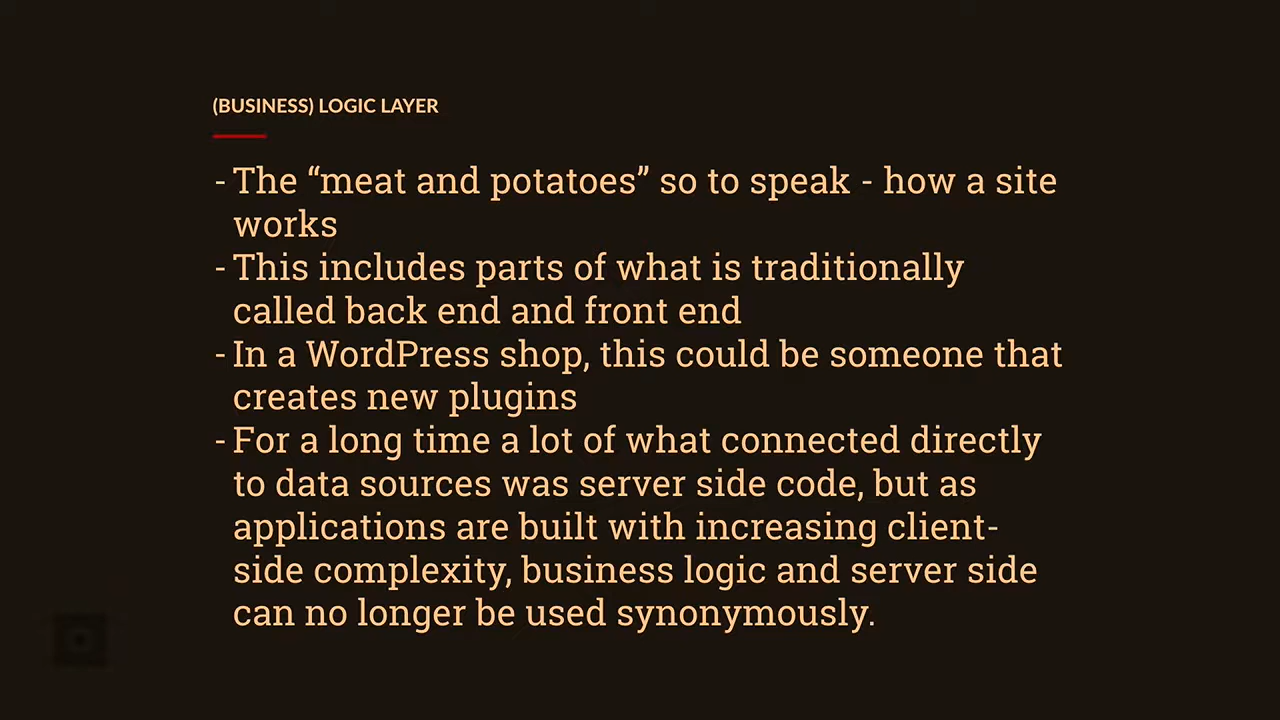 (BUSINESS) LOGIC LAYER
- The “meat and potatoes” so to speak - how a site
works
- This includes parts of what is traditionally
called back end and front end
- In a WordPress shop, this could be someone that
creates new plugins
- For a long time a lot of what connected directly
to data sources was server side code, but as
applications are built with increasing client-
side complexity, business logic and server side
can no longer be used synonymously.